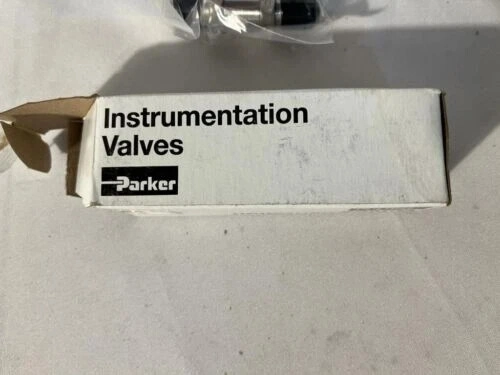 Instrumentation
Valves
Parker